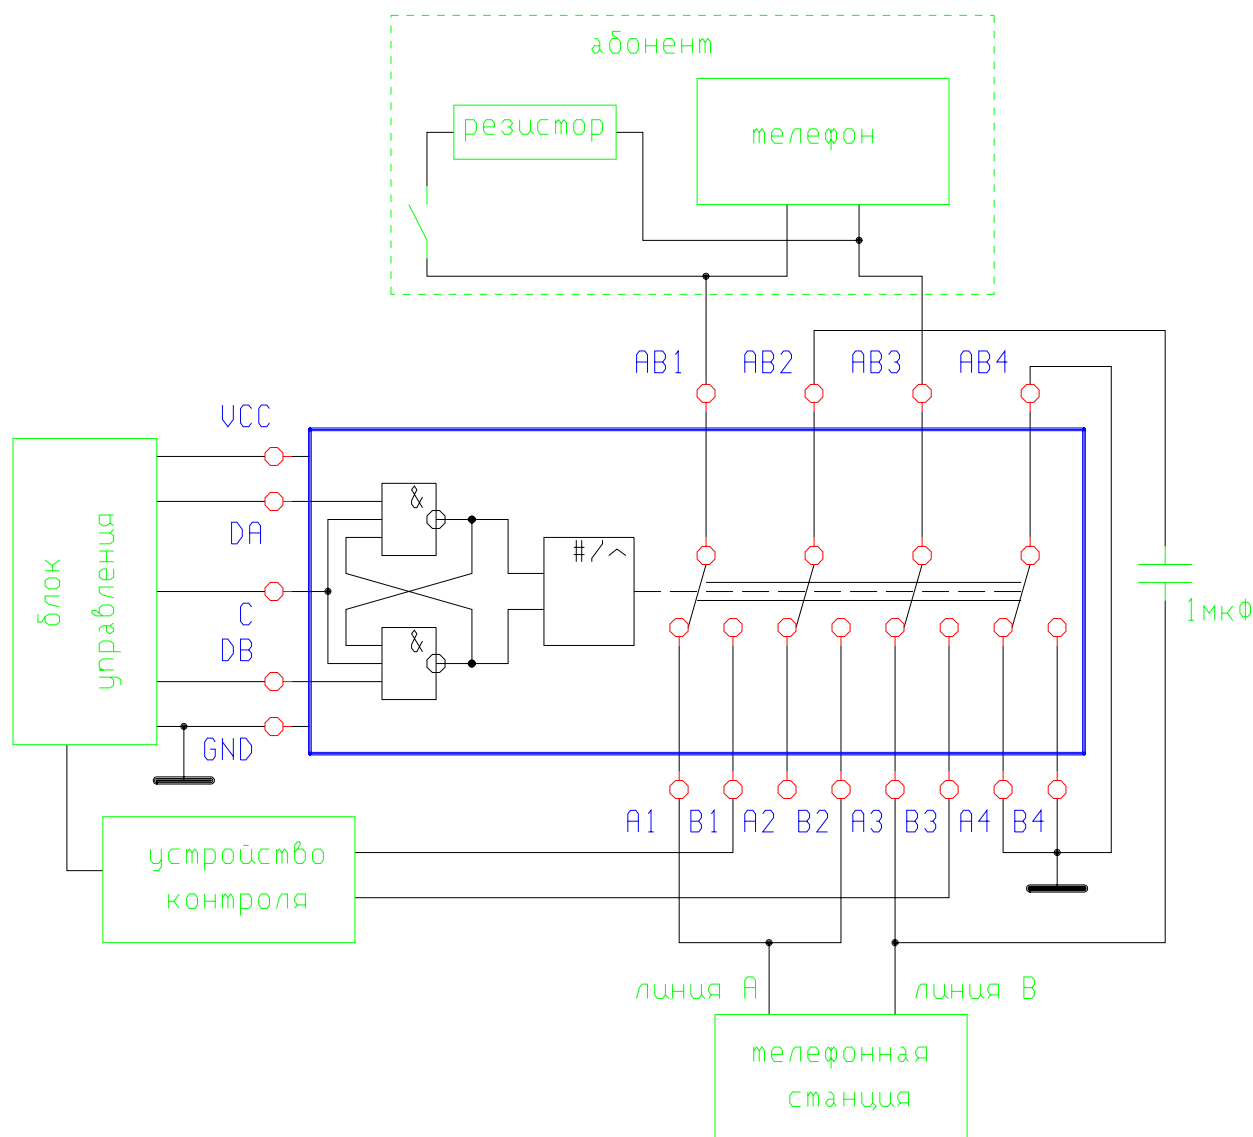 абонент
резистор
телефон
AB1 AB2 AB3 AB4
VCC
DA
C
DB
GND
блок
управления
&
&
#/^
1мкФ
A1 B1 A2 B2 A3 B3 A4 B4
устройство
контроля
линия A
линия B
телефонная
станция